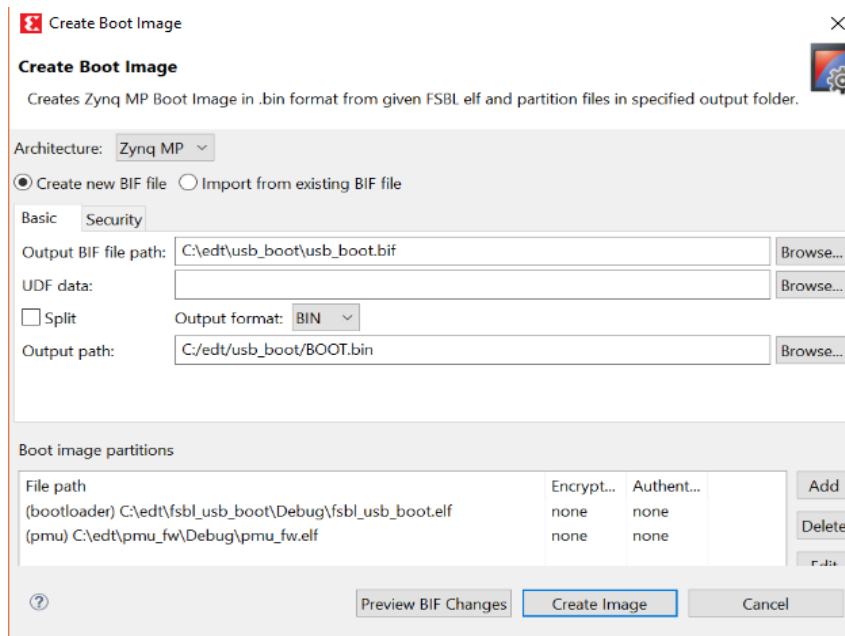 Create Boot Image
Create Boot Image
Creates Zynq MP Boot Image in .bin format from given FSBL elf and partition files in specified output folder.
Architecture: Zynq MP
Create new BIF file Import from existing BIF file
Basic Security
Output BIF file path: C:\edt\usb_boot\usb_boot.bif Browse...
UDF data: Browse...
Split Output format: BIN
Output path: C:/edt/usb_boot/BOOT.bin Browse...
Boot image partitions
File path Encrypt... Authent... Add
(bootloader) C:\edt\fsbl_usb_boot\Debug\fsbl_usb_boot.elf none none
(pmu) C:\edt\pmu_fw\Debug\pmu_fw.elf none none Delete
? Preview BIF Changes Create Image Cancel